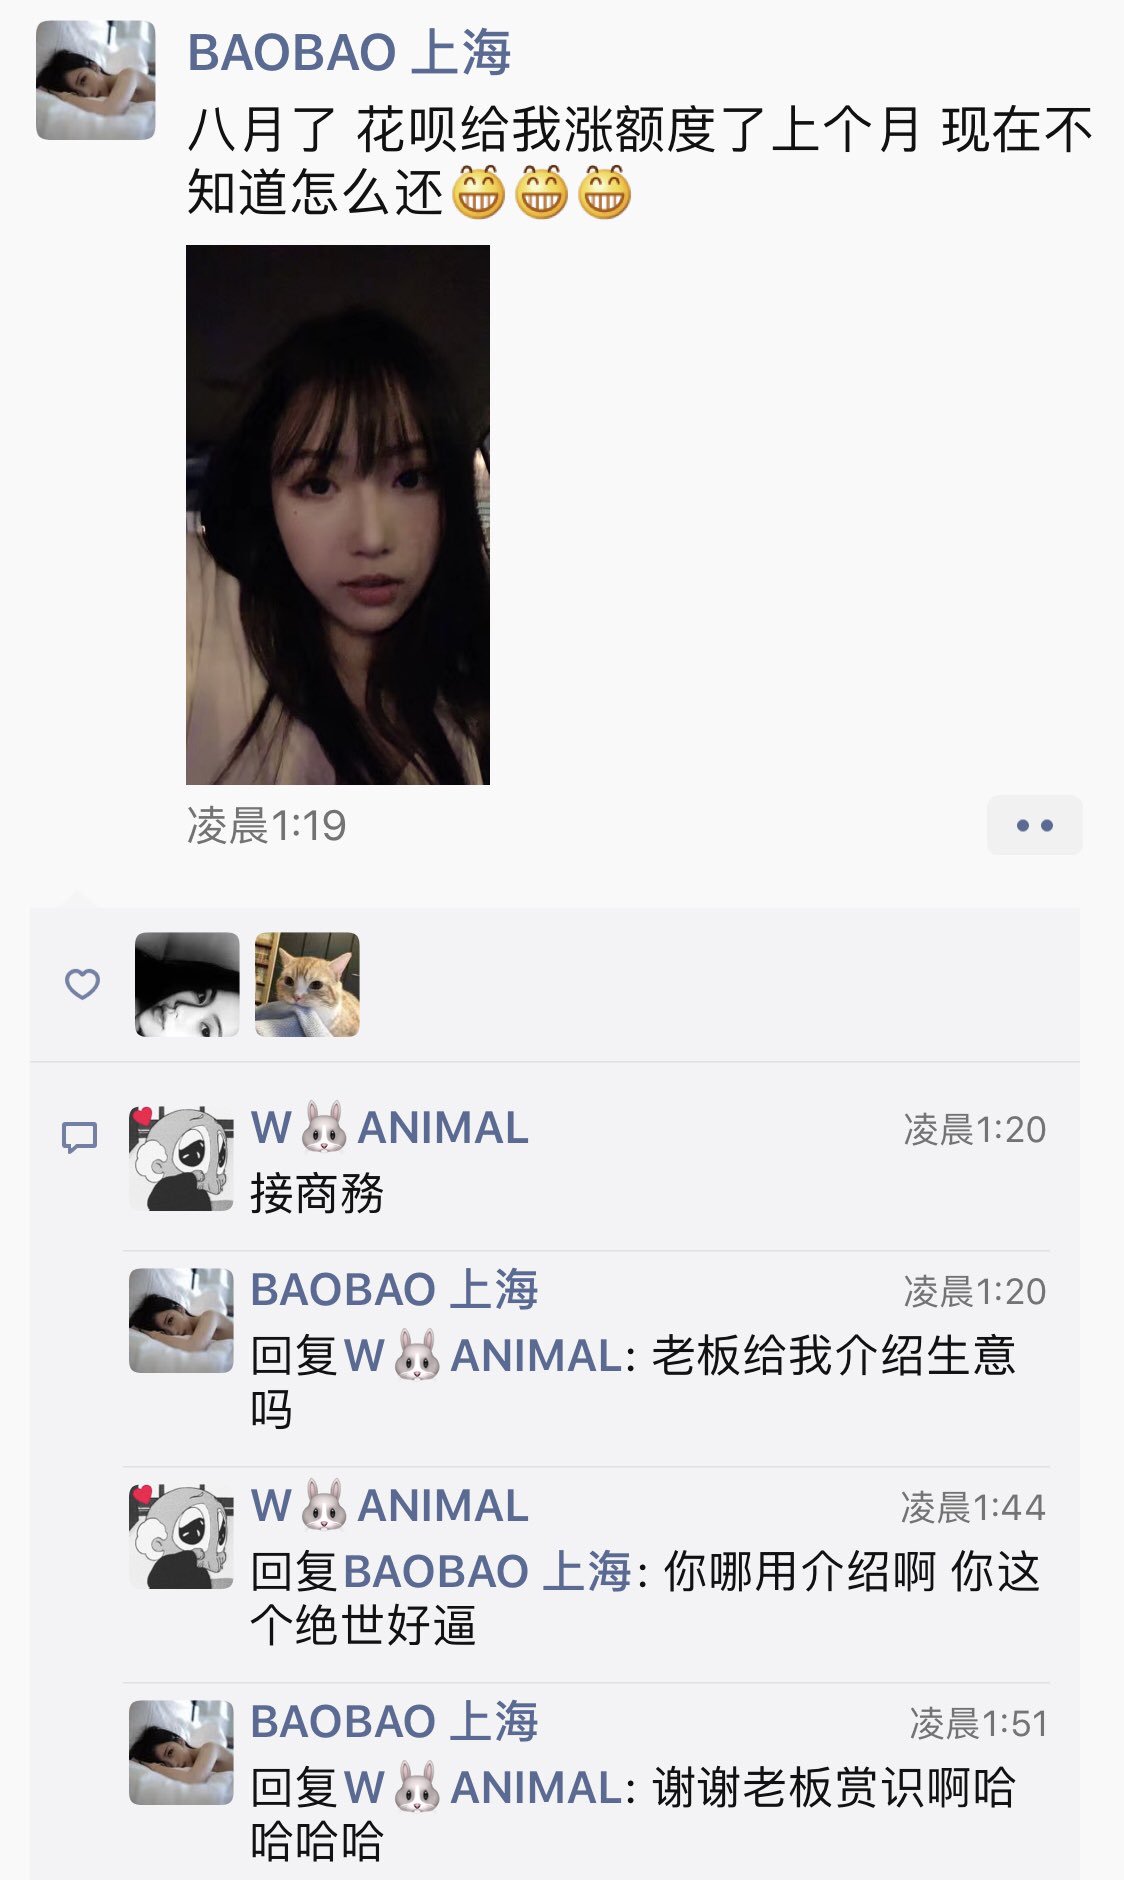 BAOBAO 上海
八月了 花呗给我涨额度了上个月 现在不
知道怎么还😁😁😁
凌晨1:19
W🐰ANIMAL
凌晨1:20
接商務
BAOBAO 上海
凌晨1:20
回复W🐰ANIMAL: 老板给我介绍生意
吗
W🐰ANIMAL
凌晨1:44
回复BAOBAO 上海: 你哪用介绍啊 你这
个绝世好逼
BAOBAO 上海
凌晨1:51
回复W🐰ANIMAL: 谢谢老板赏识啊哈
哈哈哈